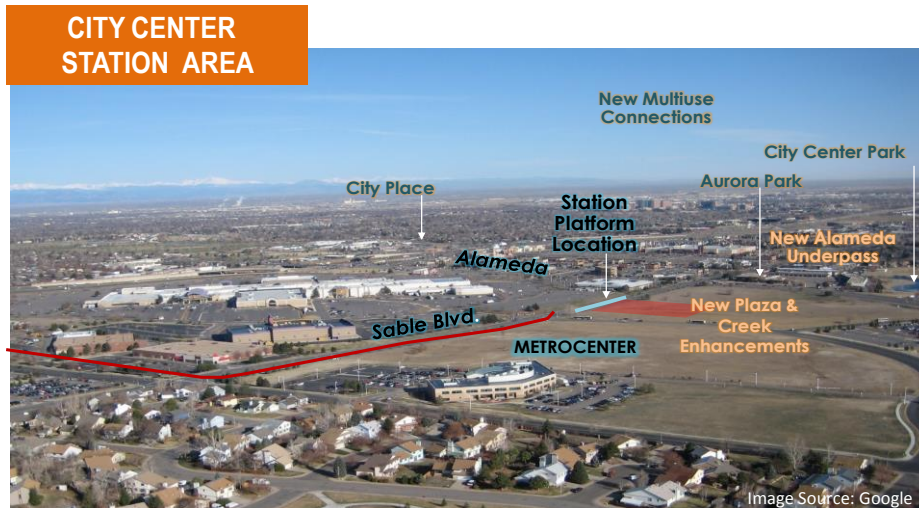 CITY CENTER
STATION AREA
New Multiuse
Connections
City Center Park
City Place
Aurora Park
Station
Platform
Location
New Alameda
Underpass
Alameda
New Plaza &
Creek
Enhancements
Sable Blvd.
METROCENTER
Image Source: Google